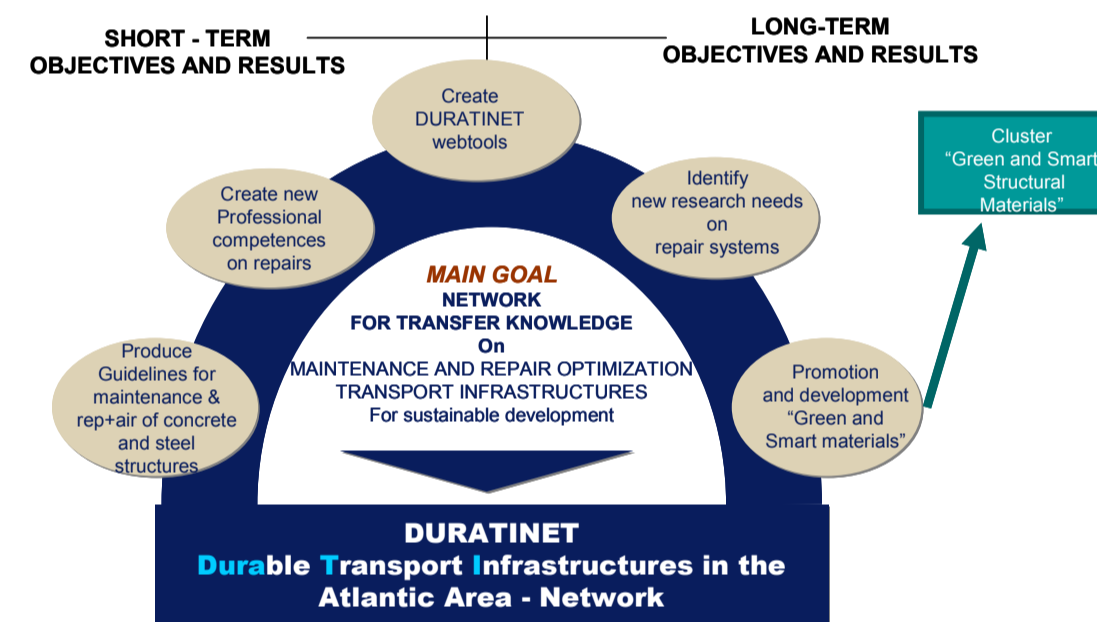 SHORT - TERM
OBJECTIVES AND RESULTS
LONG-TERM
OBJECTIVES AND RESULTS
Create
DURATINET
webtools
Create new
Professional
competences
on repairs
Identify
new research needs
on
repair systems
Cluster
“Green and Smart
Structural
Materials”
Produce
Guidelines for
maintenance &
rep+air of concrete
and steel
structures
MAIN GOAL
NETWORK
FOR TRANSFER KNOWLEDGE
On
MAINTENANCE AND REPAIR OPTIMIZATION
TRANSPORT INFRASTRUCTURES
For sustainable development
Promotion
and development
“Green and
Smart materials”
DURATINET
Durable Transport Infrastructures in the
Atlantic Area - Network